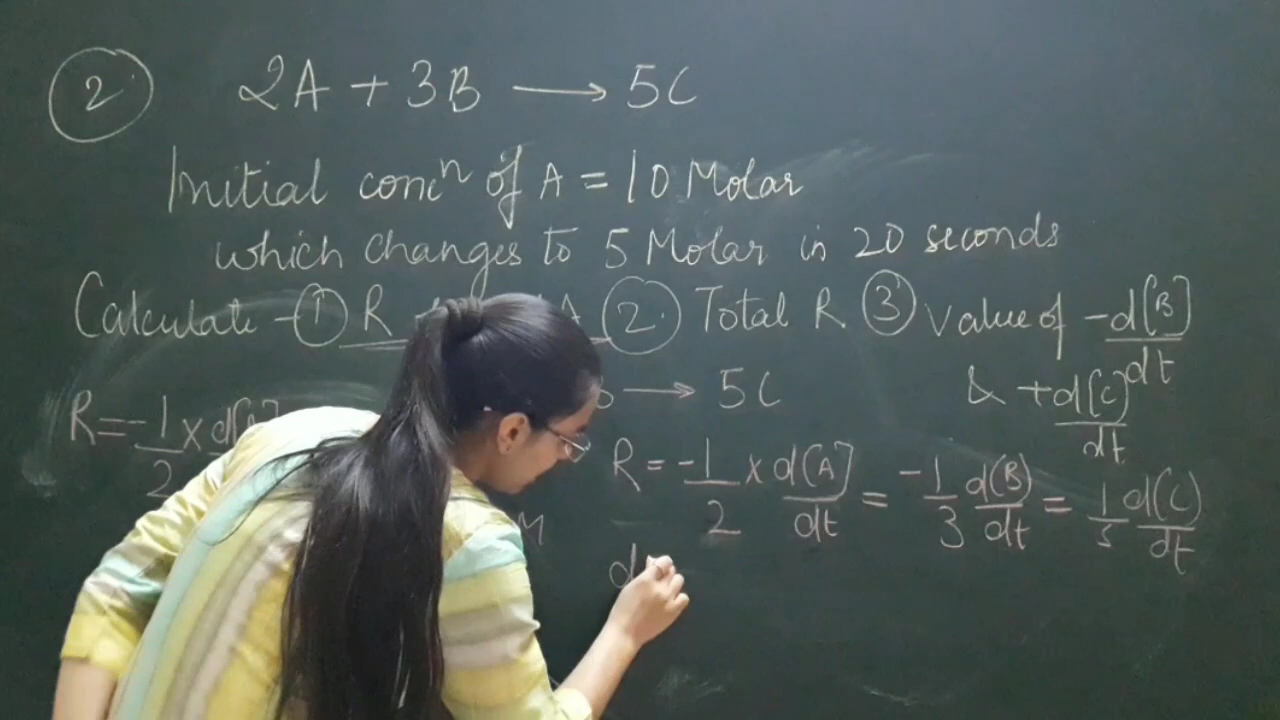 2. 2A + 3B → 5C
Initial concⁿ of A = 10 Molar
which changes to 5 Molar in 20 seconds
Calculate - ① R A ② Total R ③ Value of -d[B]/dt
→ 5C & +d[C]/dt
R = -1/2 × d[
R = -1/2 × d[A]/dt = -1/3 d[B]/dt = 1/5 d[C]/dt
M
d